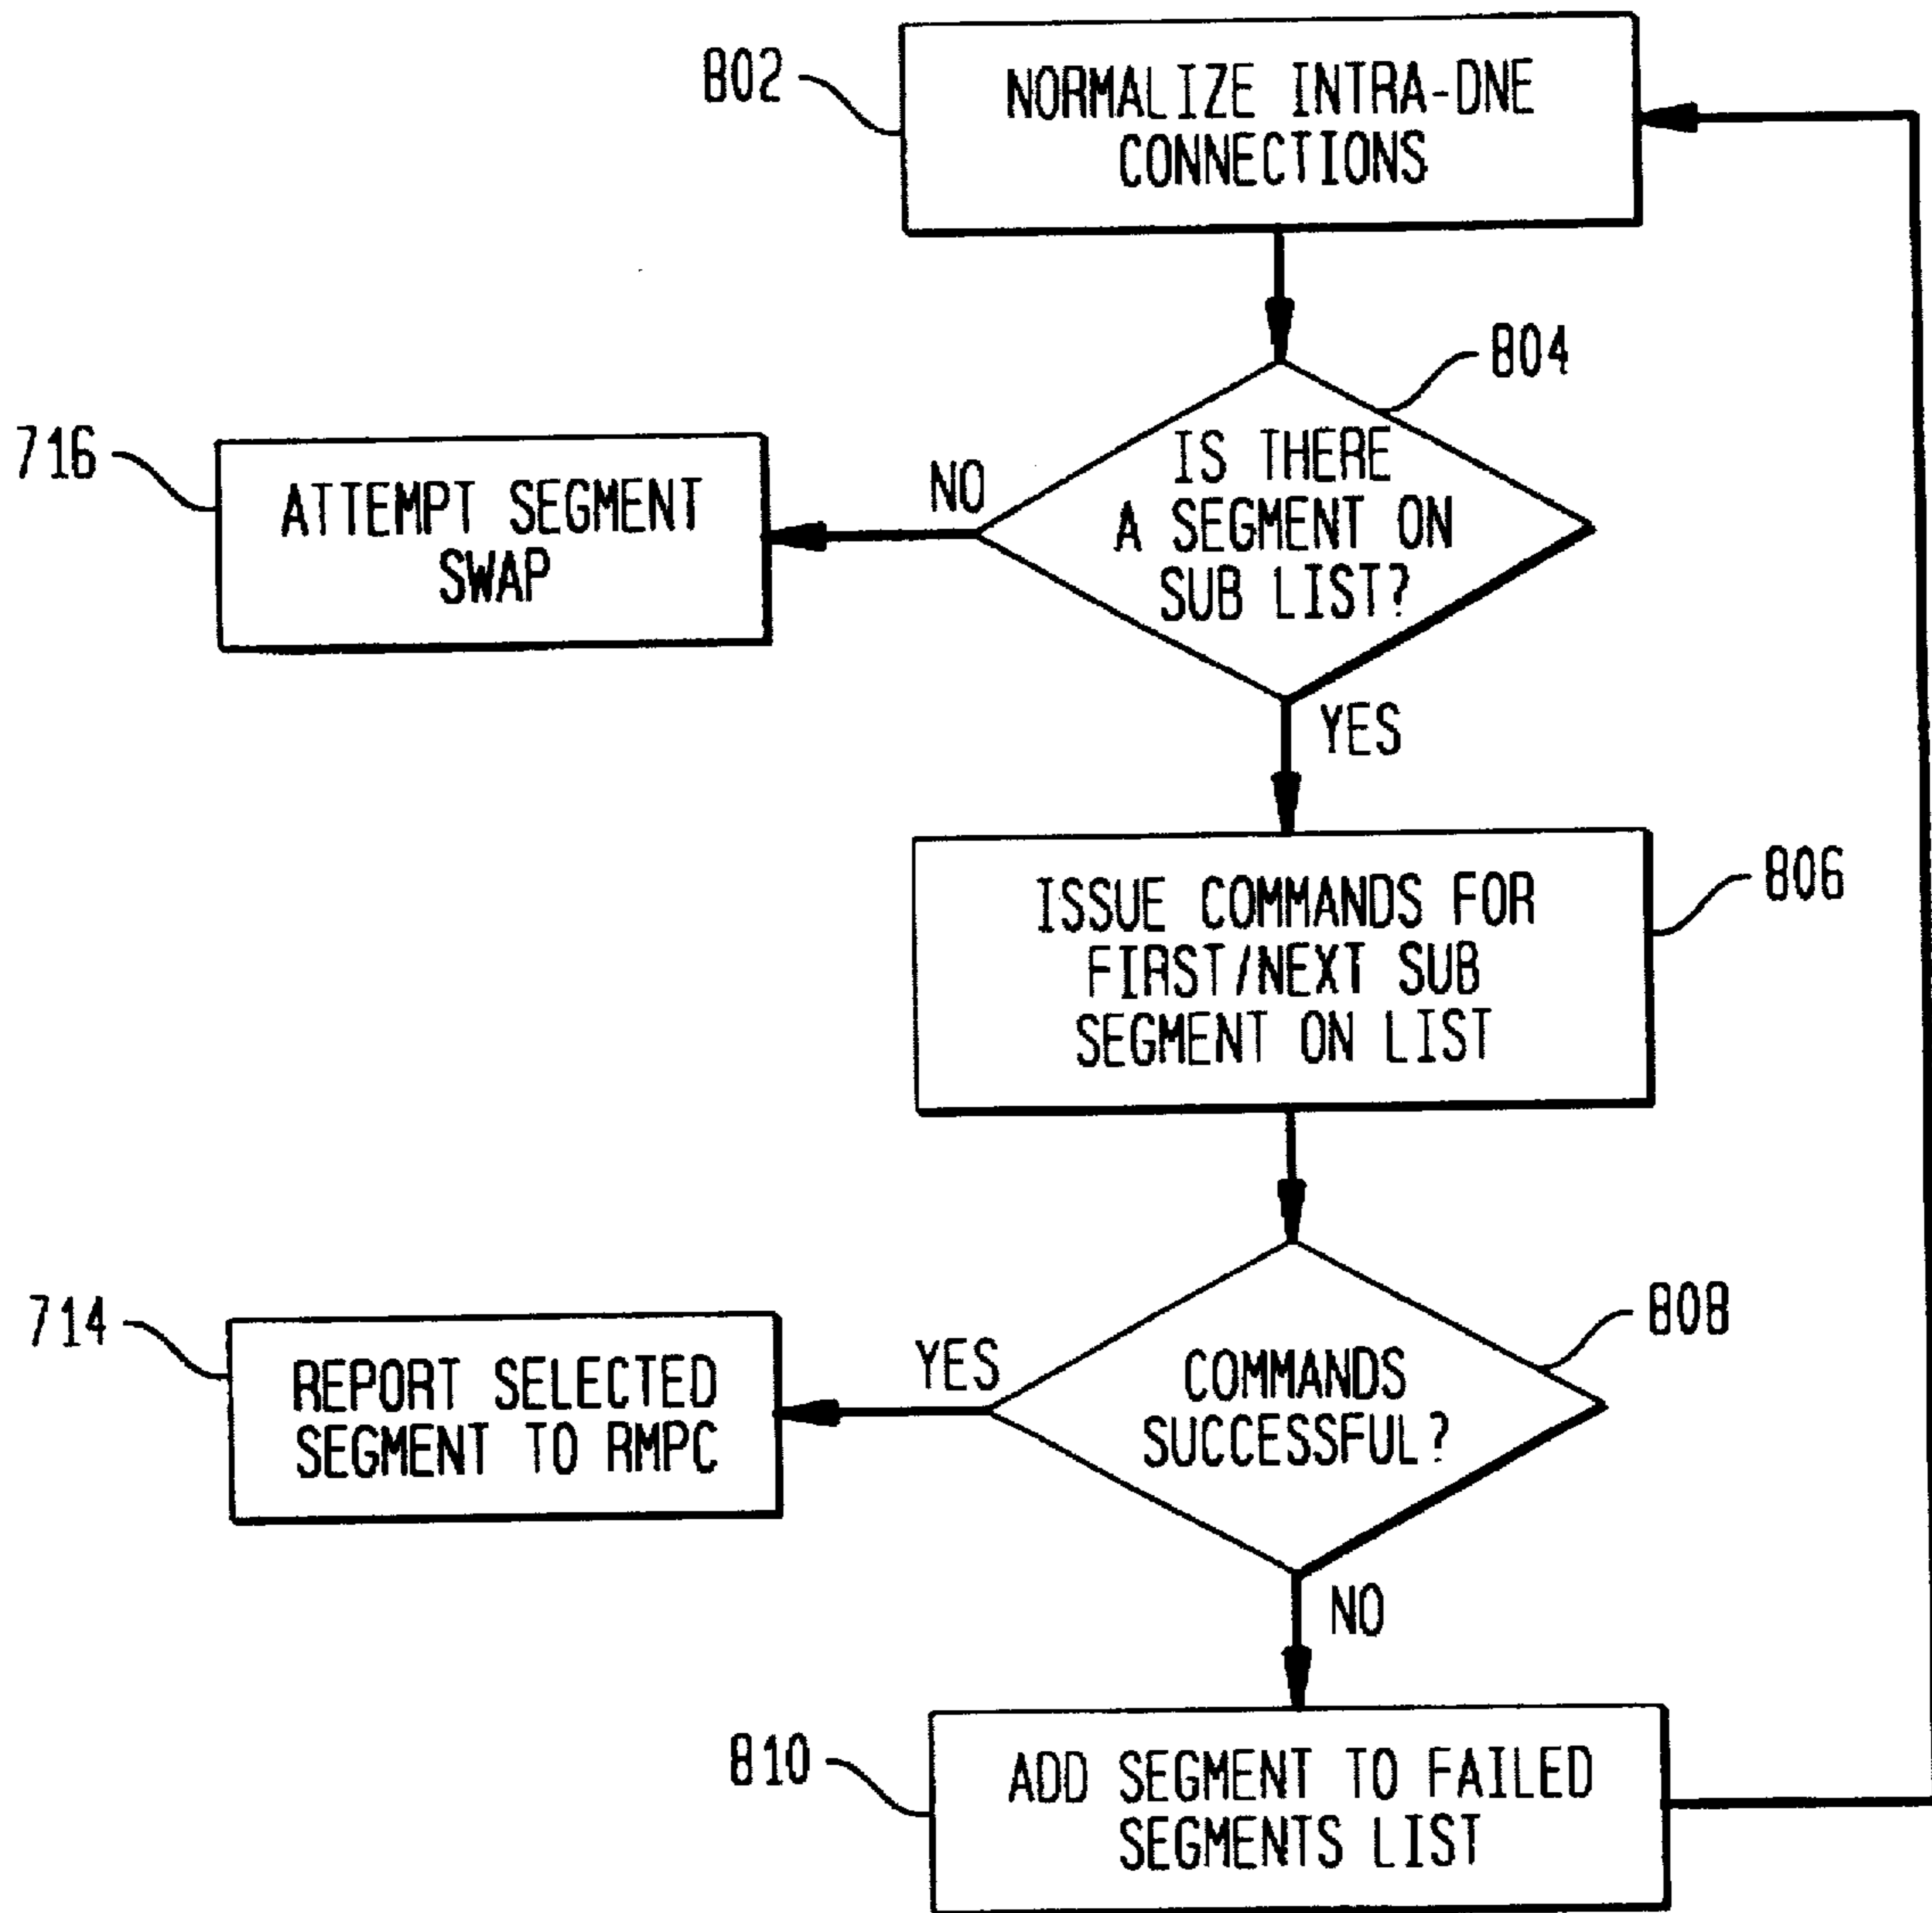 802
NORMALIZE INTRA-DNE
CONNECTIONS
804
IS THERE
A SEGMENT ON
SUB LIST?
NO
716
ATTEMPT SEGMENT
SWAP
YES
806
ISSUE COMMANDS FOR
FIRST/NEXT SUB
SEGMENT ON LIST
808
COMMANDS
SUCCESSFUL?
YES
714
REPORT SELECTED
SEGMENT TO RMPC
NO
810
ADD SEGMENT TO FAILED
SEGMENTS LIST